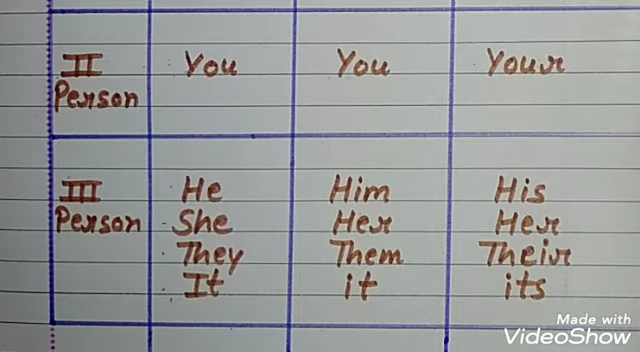 II You You Your
Person
III He Him His
Person She Her Her
They Them Their
It it its
Made with
VideoShow